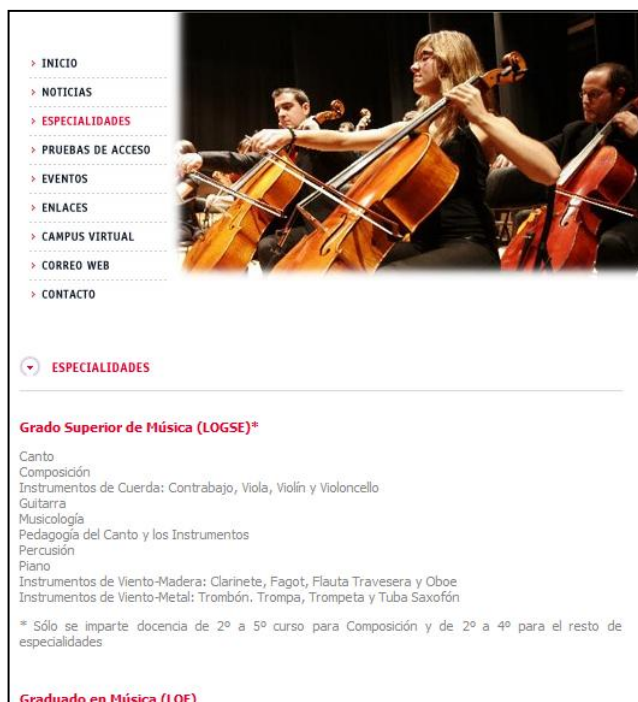 INICIO
NOTICIAS
ESPECIALIDADES
PRUEBAS DE ACCESO
EVENTOS
ENLACES
CAMPUS VIRTUAL
CORREO WEB
CONTACTO
ESPECIALIDADES
Grado Superior de Música (LOGSE)*
Canto
Composición
Instrumentos de Cuerda: Contrabajo, Viola, Violín y Violoncello
Guitarra
Musicología
Pedagogía del Canto y los Instrumentos
Percusión
Piano
Instrumentos de Viento-Madera: Clarinete, Fagot, Flauta Travesera y Oboe
Instrumentos de Viento-Metal: Trombón. Trompa, Trompeta y Tuba Saxofón
* Sólo se imparte docencia de 2º a 5º curso para Composición y de 2º a 4º para el resto de
especialidades
Graduado en Música (LOE)